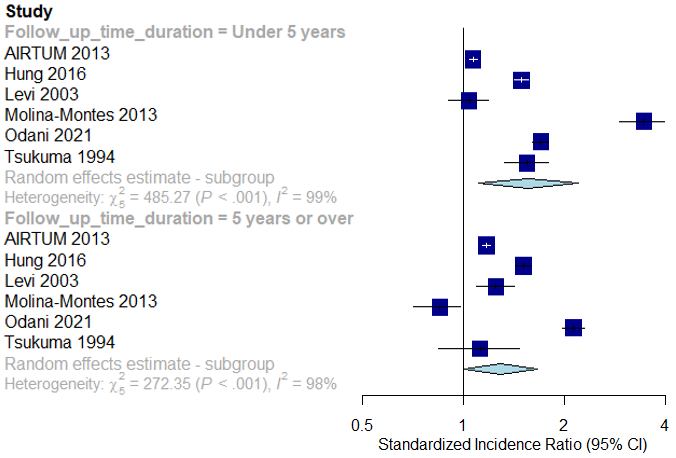 Study
Follow_up_time_duration = Under 5 years
AIRTUM 2013
Hung 2016
Levi 2003
Molina-Montes 2013
Odani 2021
Tsukuma 1994
Random effects estimate - subgroup
Heterogeneity: χ²₅ = 485.27 (P < .001), I² = 99%
Follow_up_time_duration = 5 years or over
AIRTUM 2013
Hung 2016
Levi 2003
Molina-Montes 2013
Odani 2021
Tsukuma 1994
Random effects estimate - subgroup
Heterogeneity: χ²₅ = 272.35 (P < .001), I² = 98%
0.5 1 2 4
Standardized Incidence Ratio (95% CI)